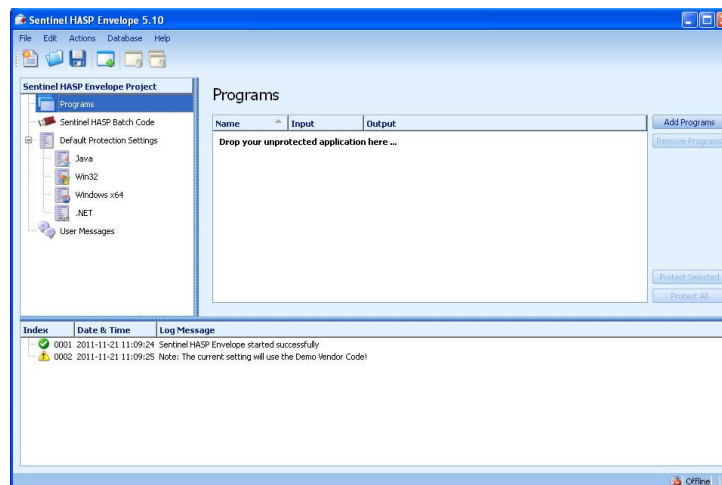 Sentinel HASP Envelope 5.10
File Edit Actions Database Help
Sentinel HASP Envelope Project
Programs
Sentinel HASP Batch Code
Default Protection Settings
Java
Win32
Windows x64
.NET
User Messages
Programs
Name Input Output
Drop your unprotected application here ...
Add Programs
Remove Programs
Protect Selected
Protect All
Index Date & Time Log Message
0001 2011-11-21 11:09:24 Sentinel HASP Envelope started successfully
0002 2011-11-21 11:09:25 Note: The current setting will use the Demo Vendor Code!
Offline